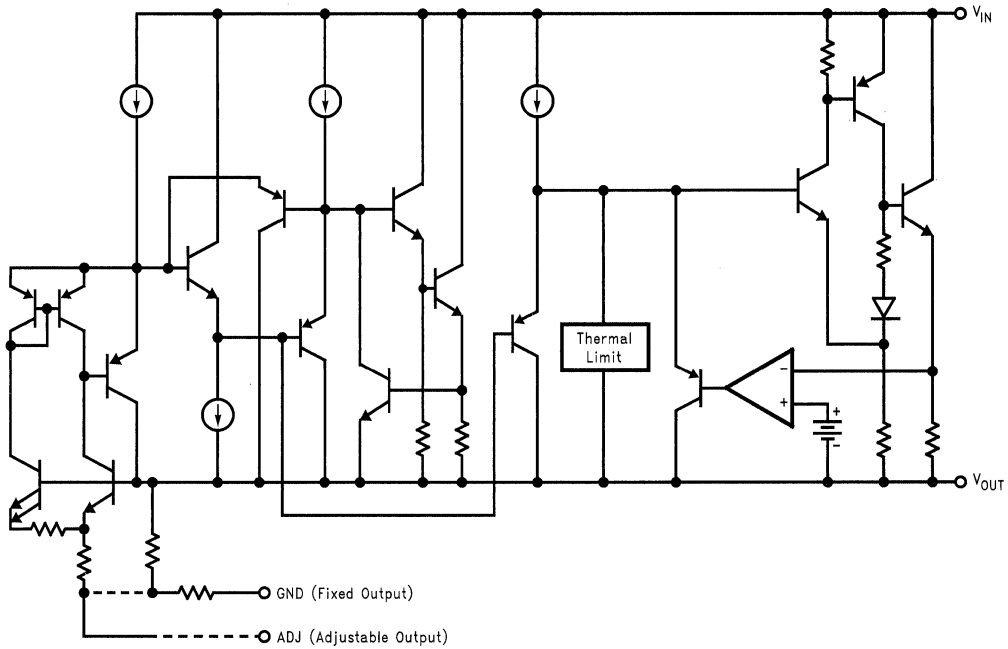 VIN
Thermal
Limit
-
+
+
-
VOUT
GND (Fixed Output)
ADJ (Adjustable Output)